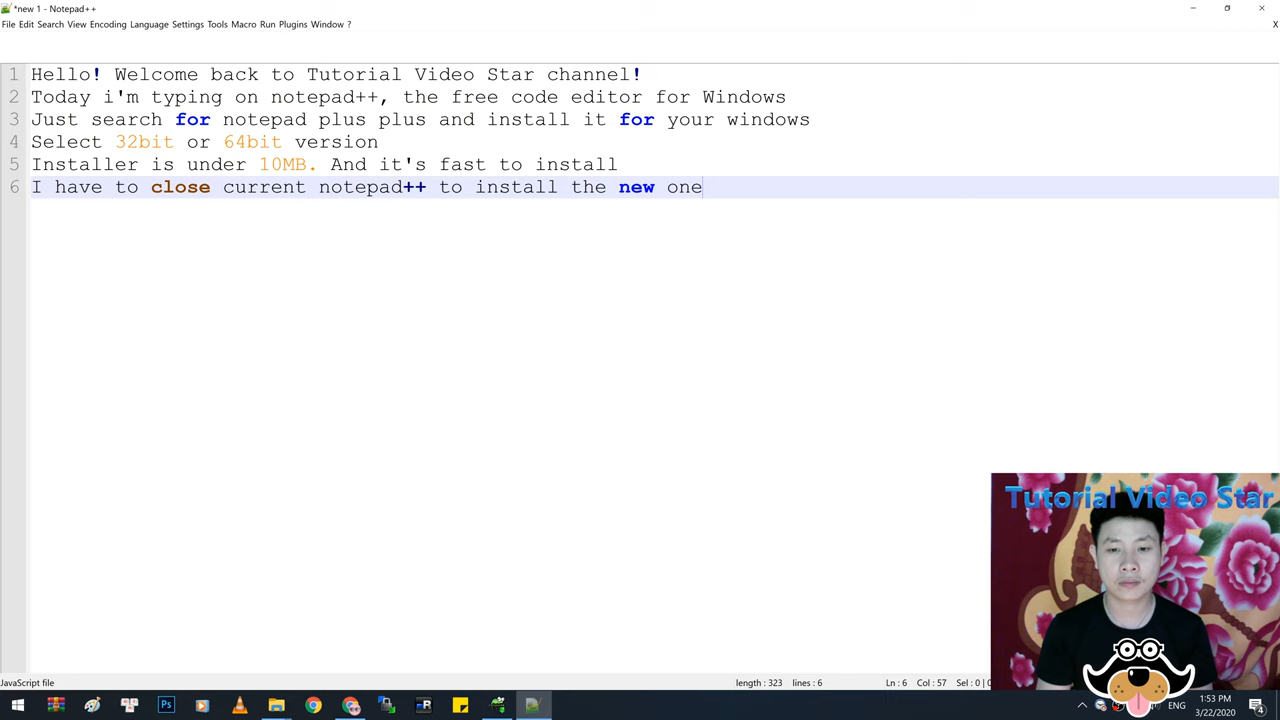 *new 1 - Notepad++
File Edit Search View Encoding Language Settings Tools Macro Run Plugins Window ?
X
1 Hello! Welcome back to Tutorial Video Star channel!
2 Today i'm typing on notepad++, the free code editor for Windows
3 Just search for notepad plus plus and install it for your windows
4 Select 32bit or 64bit version
5 Installer is under 10MB. And it's fast to install
6 I have to close current notepad++ to install the new one
Tutorial Video Star
JavaScript file length : 323 lines : 6 Ln : 6 Col : 57 Sel : 0 | 0
Ps
ENG
1:53 PM
3/22/2020
4